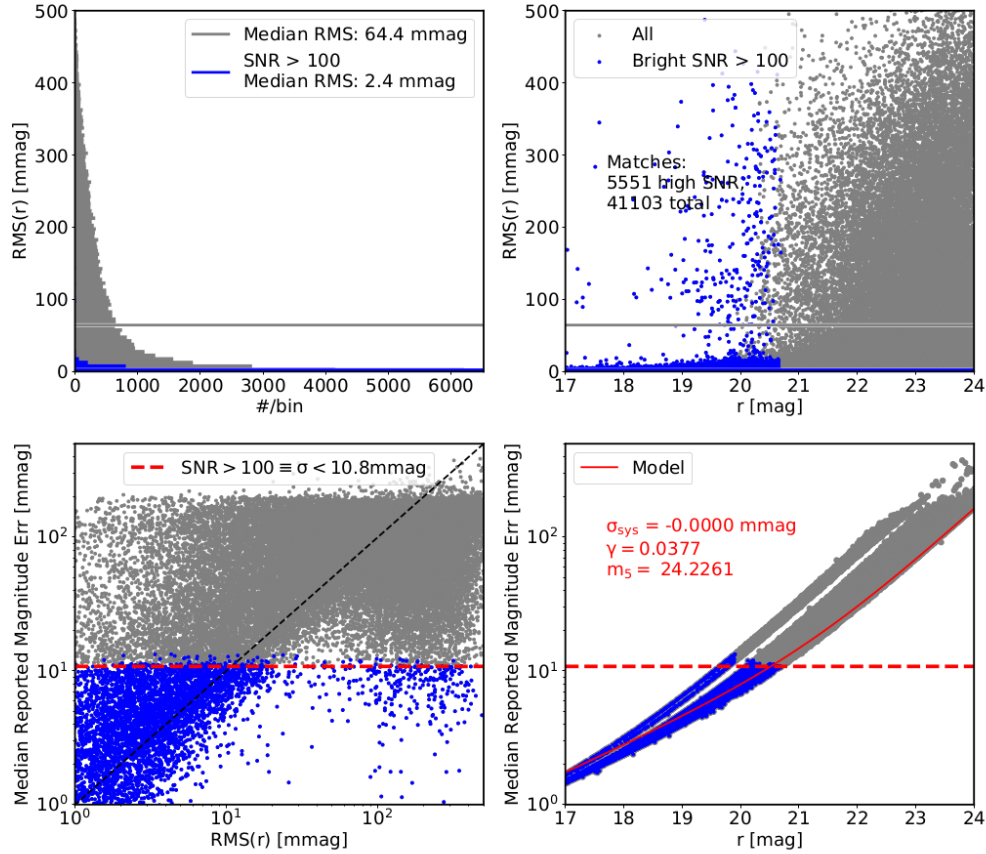 500
400
300
200
100
0
RMS(r) [mmag]
0
1000
2000
3000
4000
5000
6000
#/bin
Median RMS: 64.4 mmag
SNR > 100
Median RMS: 2.4 mmag
500
400
300
200
100
0
RMS(r) [mmag]
17
18
19
20
21
22
23
24
r [mag]
All
Bright SNR > 100
Matches:
5551 high SNR,
41103 total
Median Reported Magnitude Err [mmag]
10²
10¹
10⁰
10⁰
10¹
10²
RMS(r) [mmag]
SNR > 100 ≡ σ < 10.8mmag
Median Reported Magnitude Err [mmag]
10²
10¹
10⁰
17
18
19
20
21
22
23
24
r [mag]
Model
σsys = -0.0000 mmag
γ = 0.0377
m₅ = 24.2261